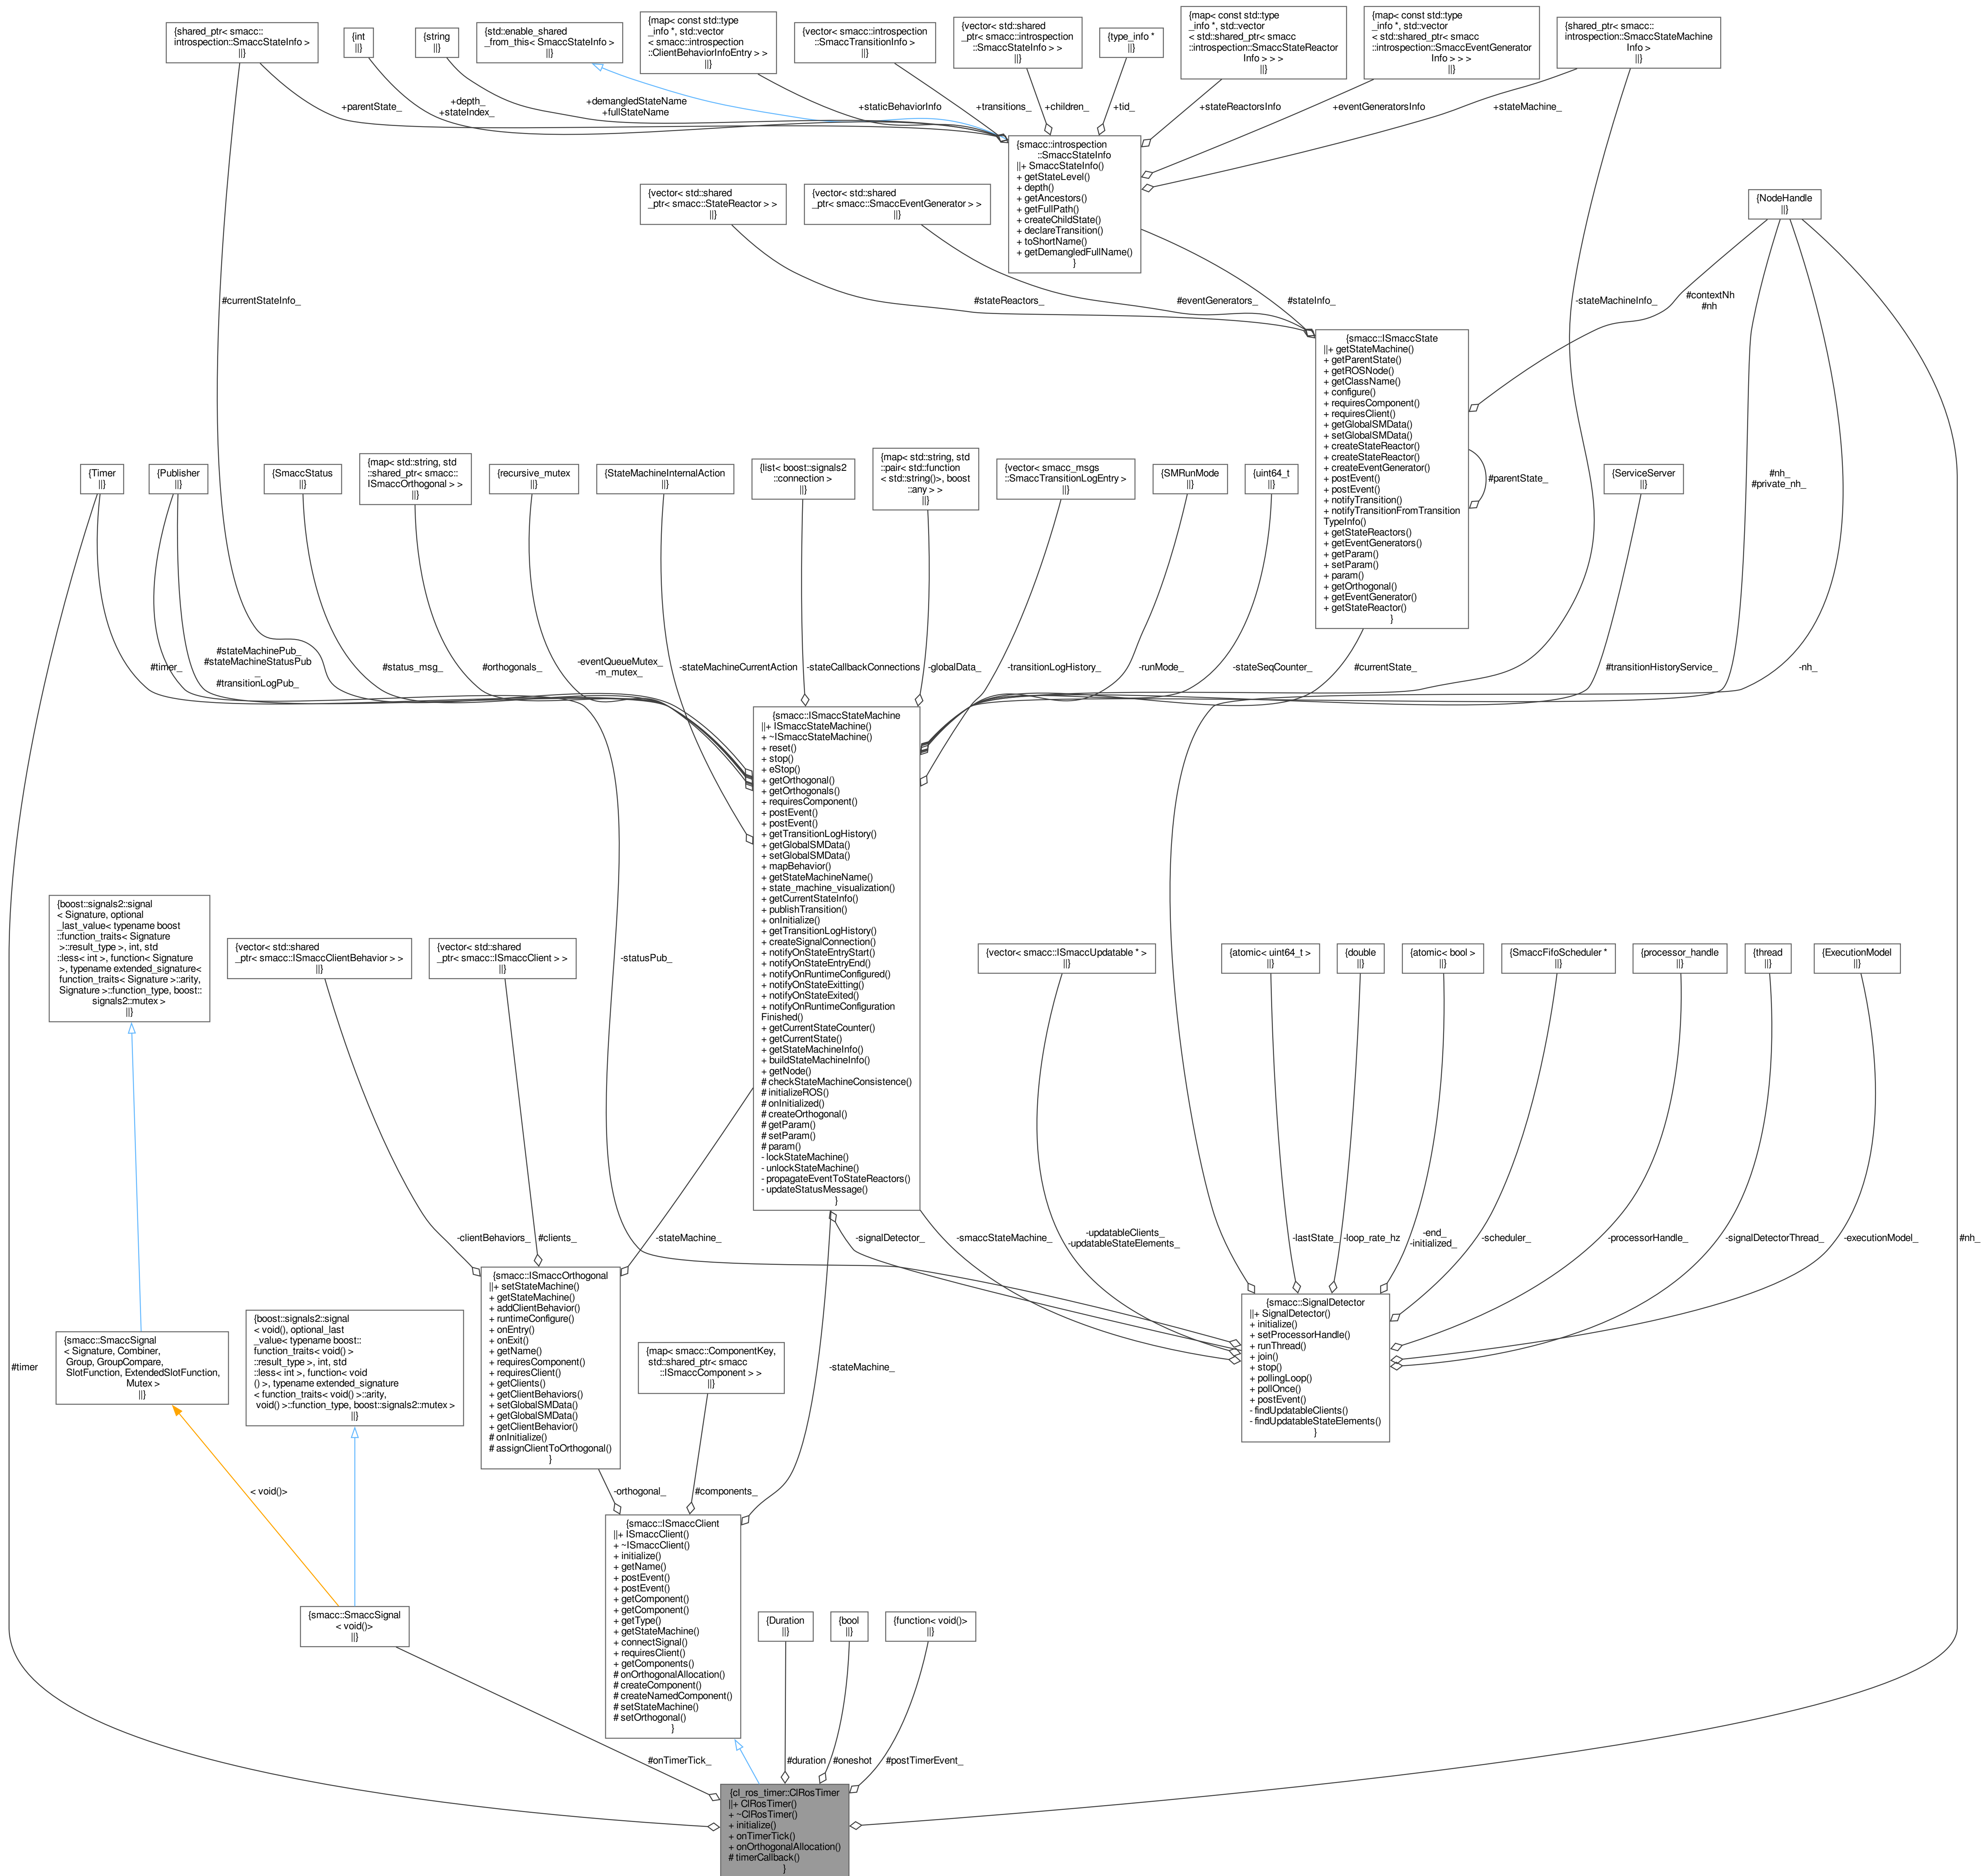 {shared_ptr< smacc::
introspection::SmaccStateInfo >
||}
{int
||}
{string
||}
{std::enable_shared
_from_this< SmaccStateInfo >
||}
{map< const std::type
_info *, std::vector
< smacc::introspection
::ClientBehaviorInfoEntry > >
||}
{vector< smacc::introspection
::SmaccTransitionInfo >
||}
{vector< std::shared
_ptr< smacc::introspection
::SmaccStateInfo > >
||}
{type_info *
||}
{map< const std::type
_info *, std::vector
< std::shared_ptr< smacc
::introspection::SmaccStateReactor
Info > > >
||}
{map< const std::type
_info *, std::vector
< std::shared_ptr< smacc
::introspection::SmaccEventGenerator
Info > > >
||}
{shared_ptr< smacc::
introspection::SmaccStateMachine
Info >
||}
+parentState_
+depth_
+stateIndex_
+demangledStateName
+fullStateName
+staticBehaviorInfo
+transitions_
+children_
+tid_
+stateReactorsInfo
+eventGeneratorsInfo
+stateMachine_
{smacc::introspection
::SmaccStateInfo
||+ SmaccStateInfo()
+ getStateLevel()
+ depth()
+ getAncestors()
+ getFullPath()
+ createChildState()
+ declareTransition()
+ toShortName()
+ getDemangledFullName()
}
{vector< std::shared
_ptr< smacc::StateReactor > >
||}
{vector< std::shared
_ptr< smacc::SmaccEventGenerator > >
||}
{NodeHandle
||}
#currentStateInfo_
#stateReactors_
#eventGenerators_
#stateInfo_
-stateMachineInfo_
#contextNh
#nh
{smacc::ISmaccState
||+ getStateMachine()
+ getParentState()
+ getROSNode()
+ getClassName()
+ configure()
+ requiresComponent()
+ requiresClient()
+ getGlobalSMData()
+ setGlobalSMData()
+ createStateReactor()
+ createStateReactor()
+ createEventGenerator()
+ postEvent()
+ postEvent()
+ notifyTransition()
+ notifyTransitionFromTransition
TypeInfo()
+ getStateReactors()
+ getEventGenerators()
+ getParam()
+ setParam()
+ param()
+ getOrthogonal()
+ getEventGenerator()
+ getStateReactor()
}
#parentState_
#nh_
#private_nh_
{Timer
||}
{Publisher
||}
{SmaccStatus
||}
{map< std::string, std
::shared_ptr< smacc::
ISmaccOrthogonal > >
||}
{recursive_mutex
||}
{StateMachineInternalAction
||}
{list< boost::signals2
::connection >
||}
{map< std::string, std
::pair< std::function
< std::string()>, boost
::any > >
||}
{vector< smacc_msgs
::SmaccTransitionLogEntry >
||}
{SMRunMode
||}
{uint64_t
||}
{ServiceServer
||}
#timer_
#stateMachinePub_
#stateMachineStatusPub
_
#transitionLogPub_
#status_msg_
#orthogonals_
-eventQueueMutex_
-m_mutex_
-stateMachineCurrentAction
-stateCallbackConnections
-globalData_
-transitionLogHistory_
-runMode_
-stateSeqCounter_
#currentState_
#transitionHistoryService_
-nh_
{smacc::ISmaccStateMachine
||+ ISmaccStateMachine()
+ ~ISmaccStateMachine()
+ reset()
+ stop()
+ eStop()
+ getOrthogonal()
+ getOrthogonals()
+ requiresComponent()
+ postEvent()
+ postEvent()
+ getTransitionLogHistory()
+ getGlobalSMData()
+ setGlobalSMData()
+ mapBehavior()
+ getStateMachineName()
+ state_machine_visualization()
+ getCurrentStateInfo()
+ publishTransition()
+ onInitialize()
+ getTransitionLogHistory()
+ createSignalConnection()
+ notifyOnStateEntryStart()
+ notifyOnStateEntryEnd()
+ notifyOnRuntimeConfigured()
+ notifyOnStateExitting()
+ notifyOnStateExited()
+ notifyOnRuntimeConfiguration
Finished()
+ getCurrentStateCounter()
+ getCurrentState()
+ getStateMachineInfo()
+ buildStateMachineInfo()
+ getNode()
# checkStateMachineConsistence()
# initializeROS()
# onInitialized()
# createOrthogonal()
# getParam()
# setParam()
# param()
- lockStateMachine()
- unlockStateMachine()
- propagateEventToStateReactors()
- updateStatusMessage()
}
{boost::signals2::signal
< Signature, optional
_last_value< typename boost
::function_traits< Signature
>::result_type >, int, std
::less< int >, function< Signature
>, typename extended_signature<
function_traits< Signature >::arity,
Signature >::function_type, boost::
signals2::mutex >
||}
{vector< std::shared
_ptr< smacc::ISmaccClientBehavior > >
||}
{vector< std::shared
_ptr< smacc::ISmaccClient > >
||}
{vector< smacc::ISmaccUpdatable * >
||}
{atomic< uint64_t >
||}
{double
||}
{atomic< bool >
||}
{SmaccFifoScheduler *
||}
{processor_handle
||}
{thread
||}
{ExecutionModel
||}
-statusPub_
-clientBehaviors_
#clients_
-stateMachine_
-signalDetector_
-smaccStateMachine_
-updatableClients_
-updatableStateElements_
-lastState_
-loop_rate_hz
-end_
-initialized_
-scheduler_
-processorHandle_
-signalDetectorThread_
-executionModel_
#nh_
{smacc::ISmaccOrthogonal
||+ setStateMachine()
+ getStateMachine()
+ addClientBehavior()
+ runtimeConfigure()
+ onEntry()
+ onExit()
+ getName()
+ requiresComponent()
+ requiresClient()
+ getClients()
+ getClientBehaviors()
+ setGlobalSMData()
+ getGlobalSMData()
+ getClientBehavior()
# onInitialize()
# assignClientToOrthogonal()
}
{smacc::SignalDetector
||+ SignalDetector()
+ initialize()
+ setProcessorHandle()
+ runThread()
+ join()
+ stop()
+ pollingLoop()
+ pollOnce()
+ postEvent()
- findUpdatableClients()
- findUpdatableStateElements()
}
{smacc::SmaccSignal
< Signature, Combiner,
Group, GroupCompare,
SlotFunction, ExtendedSlotFunction,
Mutex >
||}
{boost::signals2::signal
< void(), optional_last
_value< typename boost::
function_traits< void() >
::result_type >, int, std
::less< int >, function< void
() >, typename extended_signature
< function_traits< void() >::arity,
void() >::function_type, boost::signals2::mutex >
||}
{map< smacc::ComponentKey,
std::shared_ptr< smacc
::ISmaccComponent > >
||}
#timer
-stateMachine_
< void()>
-orthogonal_
#components_
{smacc::ISmaccClient
||+ ISmaccClient()
+ ~ISmaccClient()
+ initialize()
+ getName()
+ postEvent()
+ postEvent()
+ getComponent()
+ getComponent()
+ getType()
+ getStateMachine()
+ connectSignal()
+ requiresClient()
+ getComponents()
# onOrthogonalAllocation()
# createComponent()
# createNamedComponent()
# setStateMachine()
# setOrthogonal()
}
{smacc::SmaccSignal
< void()>
||}
{Duration
||}
{bool
||}
{function< void()>
||}
#onTimerTick_
#duration
#oneshot
#postTimerEvent_
{cl_ros_timer::ClRosTimer
||+ ClRosTimer()
+ ~ClRosTimer()
+ initialize()
+ onTimerTick()
+ onOrthogonalAllocation()
# timerCallback()
}